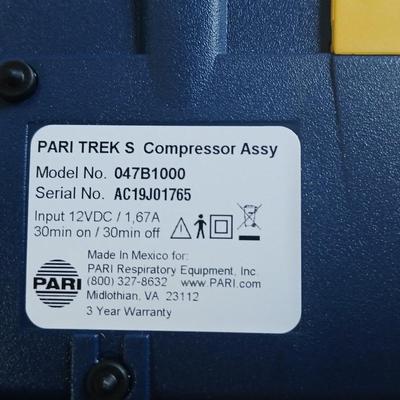 PARI TREK S Compressor Assy
Model No. 047B1000
Serial No. AC19J01765
Input 12VDC / 1,67A
30min on / 30min off
Made In Mexico for:
PARI Respiratory Equipment, Inc.
(800) 327-8632 www.PARI.com
Midlothian, VA 23112
3 Year Warranty
PARI